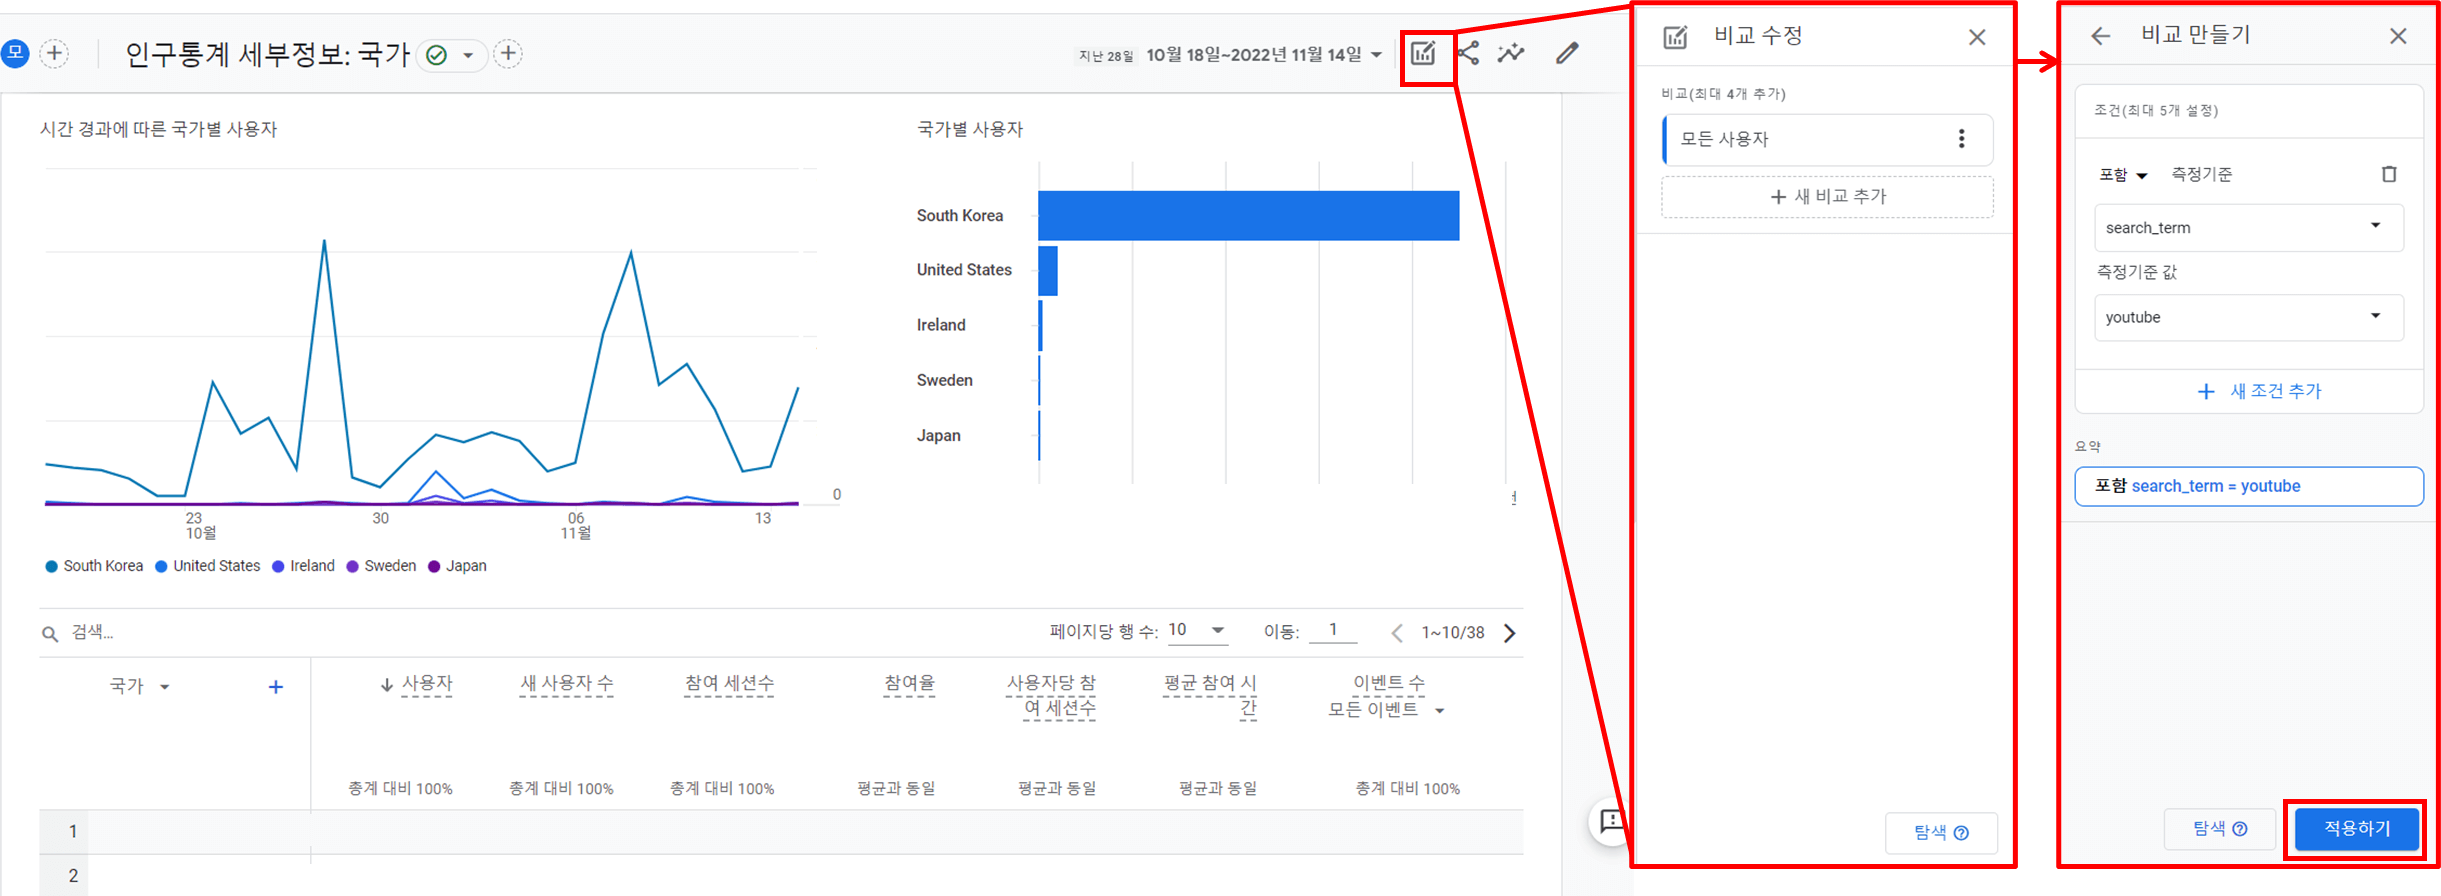 모
인구통계 세부정보: 국가
지난 28일 10월 18일~2022년 11월 14일
시간 경과에 따른 국가별 사용자
0
23
10월
30
06
11월
13
South Korea United States Ireland Sweden Japan
국가별 사용자
South Korea
United States
Ireland
Sweden
Japan
검색...
페이지당 행 수: 10 이동: 1 1~10/38
국가
사용자
새 사용자 수
참여 세션수
참여율
사용자당 참
여 세션수
평균 참여 시
간
이벤트 수
모든 이벤트
총계 대비 100% 총계 대비 100% 총계 대비 100% 평균과 동일 평균과 동일 평균과 동일 총계 대비 100%
1
2
비교 수정
비교(최대 4개 추가)
모든 사용자
새 비교 추가
탐색
비교 만들기
조건(최대 5개 설정)
포함 측정기준
search_term
측정기준 값
youtube
새 조건 추가
요약
포함 search_term = youtube
탐색
적용하기